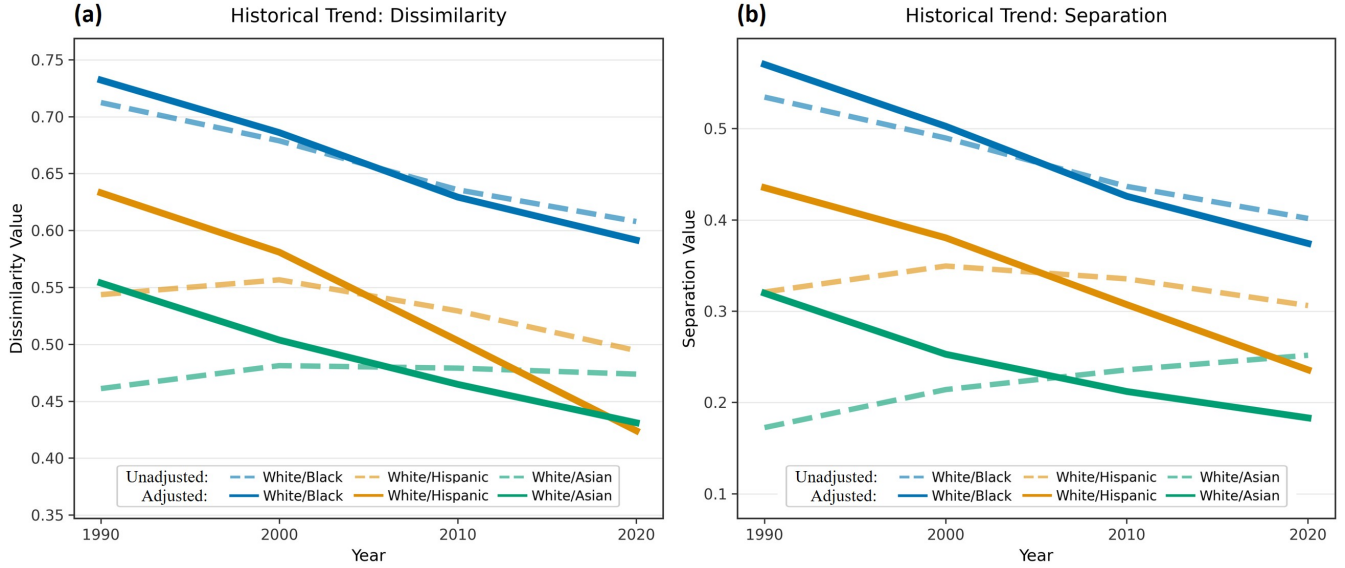 (a)
Historical Trend: Dissimilarity
Dissimilarity Value
0.75
0.70
0.65
0.60
0.55
0.50
0.45
0.40
0.35
Unadjusted: White/Black White/Hispanic White/Asian
Adjusted: White/Black White/Hispanic White/Asian
1990 2000 2010 2020
Year
(b)
Historical Trend: Separation
Separation Value
0.5
0.4
0.3
0.2
0.1
Unadjusted: White/Black White/Hispanic White/Asian
Adjusted: White/Black White/Hispanic White/Asian
1990 2000 2010 2020
Year